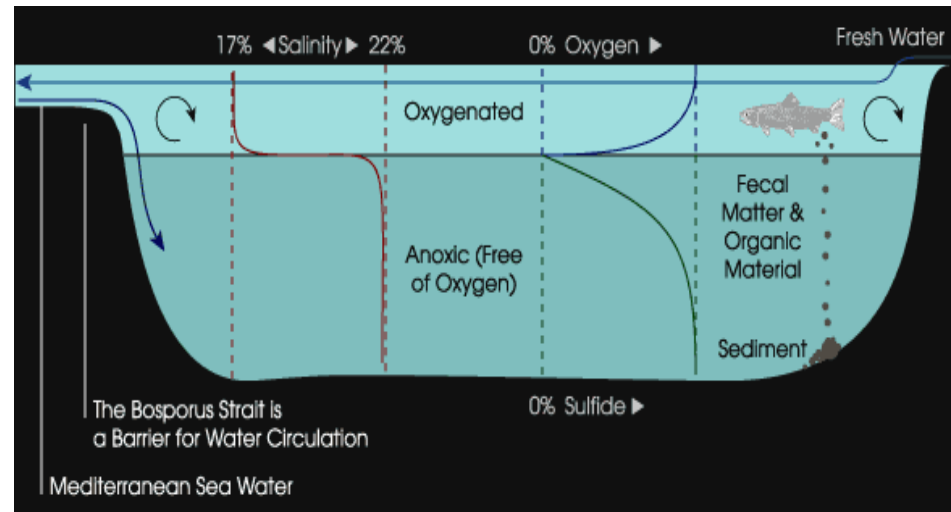 17% ◀Salinity▶ 22%
0% Oxygen ▶
Fresh Water
Oxygenated
Fecal
Matter &
Organic
Material
Anoxic (Free
of Oxygen)
Sediment
0% Sulfide ▶
The Bosporus Strait is
a Barrier for Water Circulation
Mediterranean Sea Water